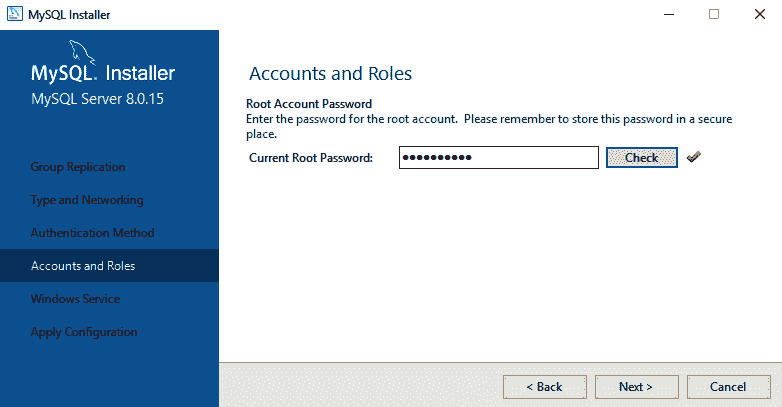 MySQL Installer
MySQL. Installer
MySQL Server 8.0.15
Group Replication
Type and Networking
Authentication Method
Accounts and Roles
Windows Service
Apply Configuration
Accounts and Roles
Root Account Password
Enter the password for the root account.  Please remember to store this password in a secure
place.
Current Root Password: ●●●●●●●●●● Check
< Back Next > Cancel